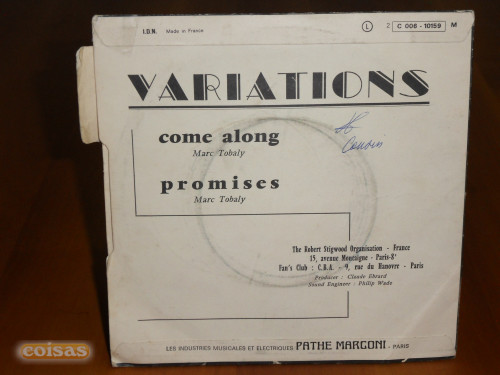 I.D.N. Made in France
L 2 C 006 - 10159 M
VARIATIONS
come along
Marc Tobaly
promises
Marc Tobaly
The Robert Stigwood Organisation - France
15, avenue Montaigne - Paris-8e
Fan's Club : C.B.A. - 9, rue du Hanovre - Paris
Producer : Claude Ebrard
Sound Engineer : Philip Wade
LES INDUSTRIES MUSICALES ET ELECTRIQUES PATHE MARCONI - PARIS
coisas